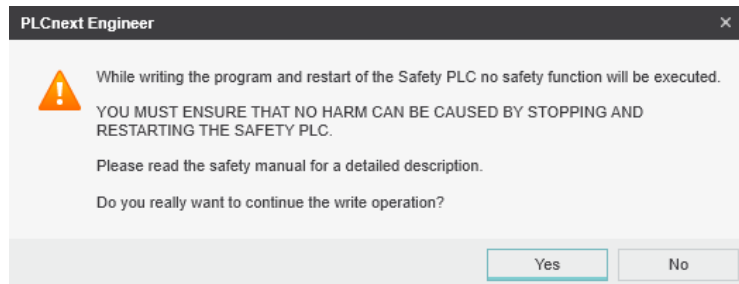 PLCnext Engineer
While writing the program and restart of the Safety PLC no safety function will be executed.
YOU MUST ENSURE THAT NO HARM CAN BE CAUSED BY STOPPING AND
RESTARTING THE SAFETY PLC.
Please read the safety manual for a detailed description.
Do you really want to continue the write operation?
Yes
No